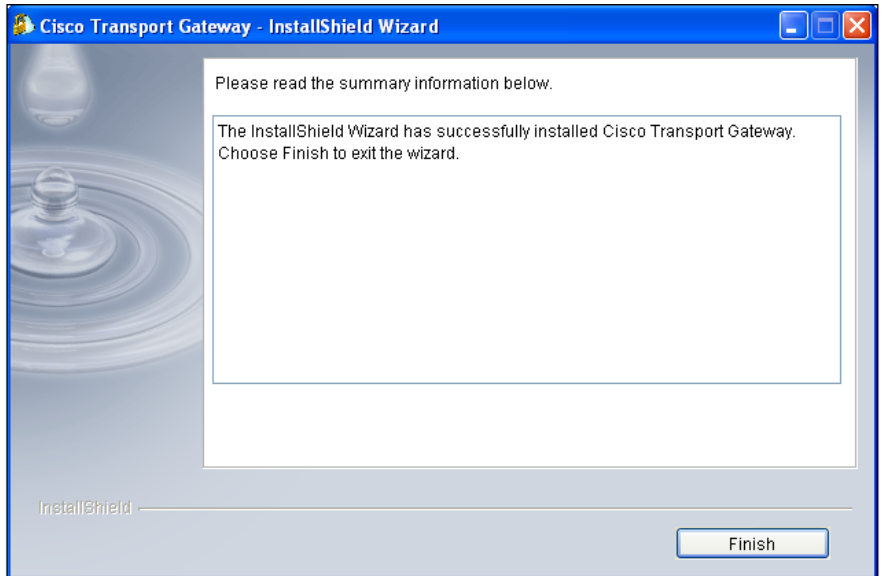 Cisco Transport Gateway - InstallShield Wizard
Please read the summary information below.
The InstallShield Wizard has successfully installed Cisco Transport Gateway.
Choose Finish to exit the wizard.
InstallShield
Finish